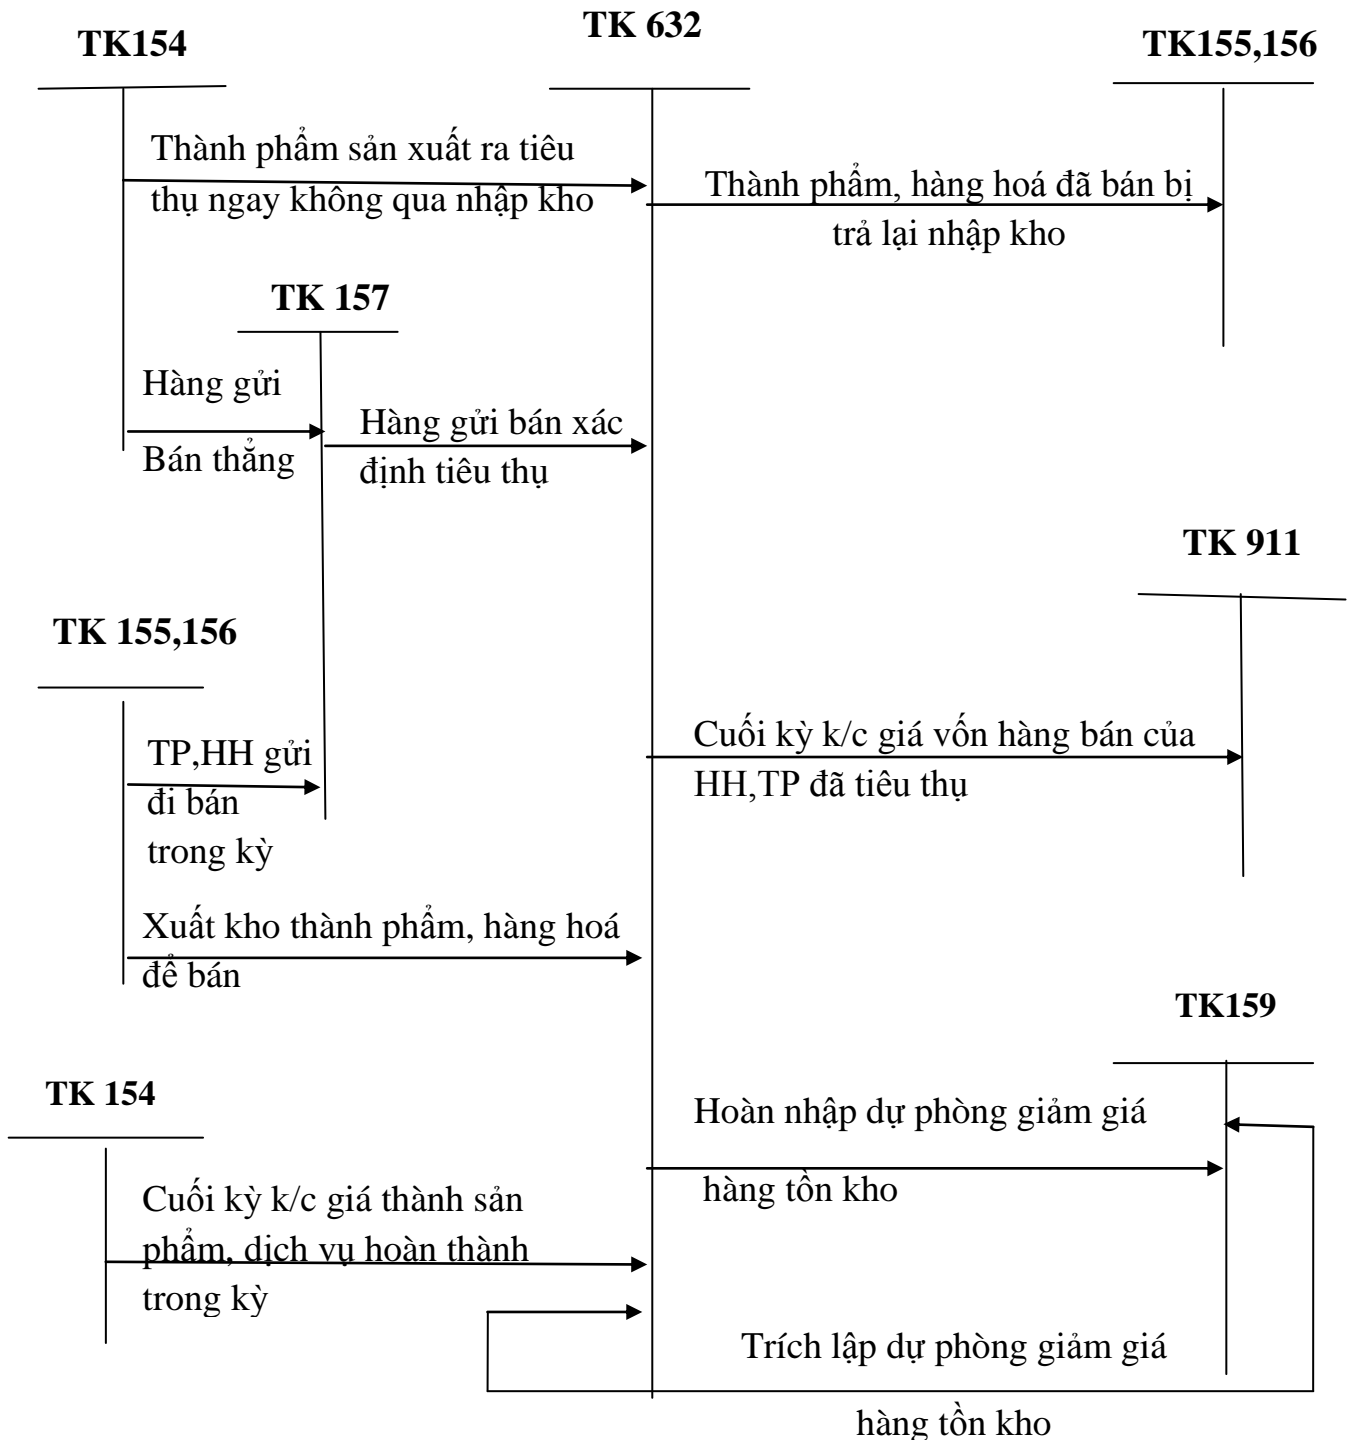 TK154
TK 632
TK155,156
Thành phẩm sản xuất ra tiêu
thụ ngay không qua nhập kho
Thành phẩm, hàng hoá đã bán bị
trả lại nhập kho
TK 157
Hàng gửi
Bán thẳng
Hàng gửi bán xác
định tiêu thụ
TK 911
TK 155,156
TP,HH gửi
đi bán
trong kỳ
Cuối kỳ k/c giá vốn hàng bán của
HH,TP đã tiêu thụ
Xuất kho thành phẩm, hàng hoá
để bán
TK159
TK 154
Hoàn nhập dự phòng giảm giá
hàng tồn kho
Cuối kỳ k/c giá thành sản
phẩm, dịch vụ hoàn thành
trong kỳ
Trích lập dự phòng giảm giá
hàng tồn kho